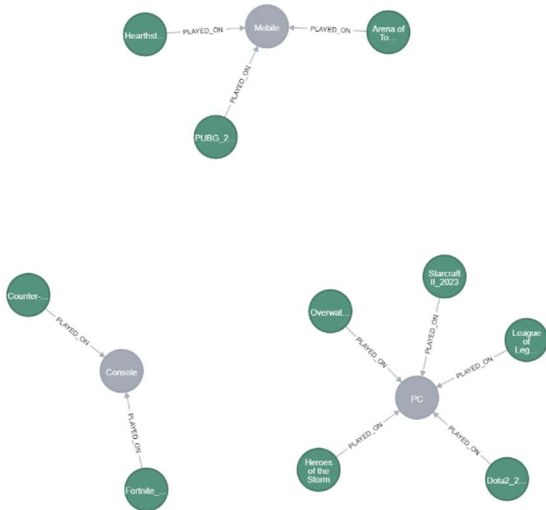 Hearthst...
PLAYED_ON
Mobile
PLAYED_ON
Arena of
To...
PLAYED_ON
PUBG_2...
Counter-...
PLAYED_ON
Console
PLAYED_ON
Fortnite_...
Starcraft
II_2023
Overwat...
PLAYED_ON
PLAYED_ON
League
of
Leg...
PLAYED_ON
PC
PLAYED_ON
PLAYED_ON
Heroes
of the
Storm
Dota2_2...